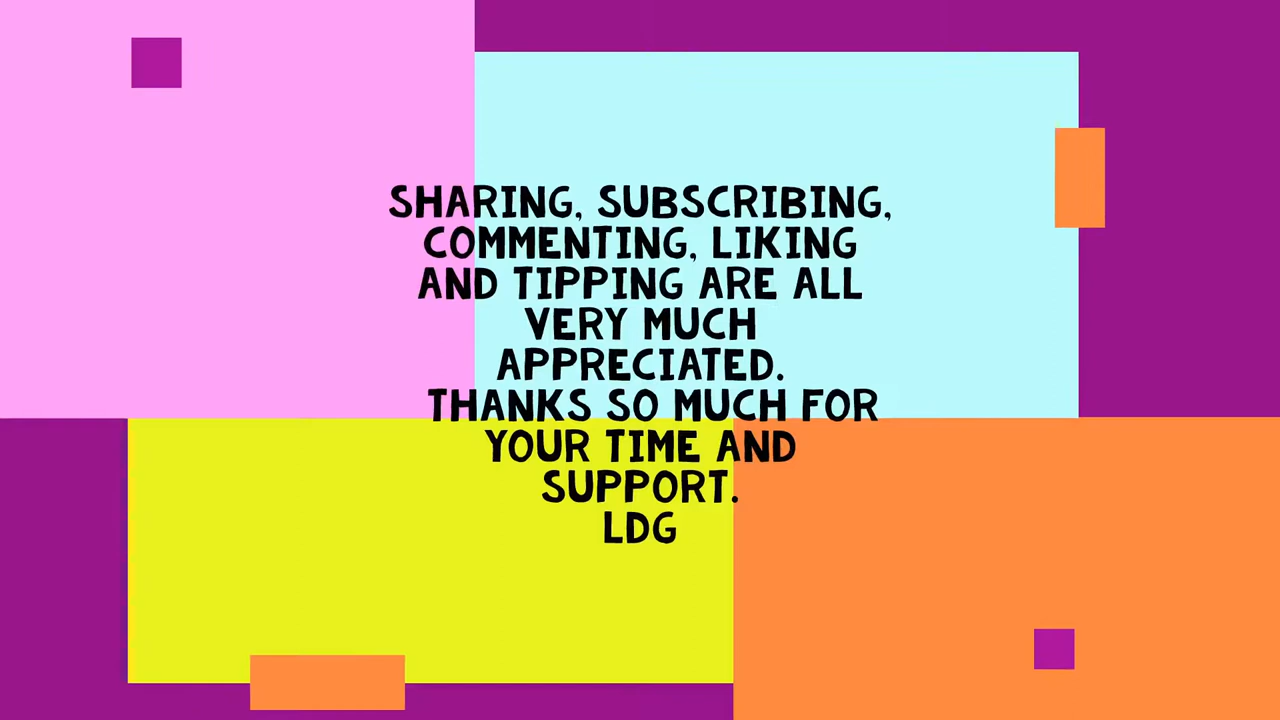 SHARING, SUBSCRIBING,
COMMENTING, LIKING
AND TIPPING ARE ALL
VERY MUCH
APPRECIATED.
THANKS SO MUCH FOR
YOUR TIME AND
SUPPORT.
LDG